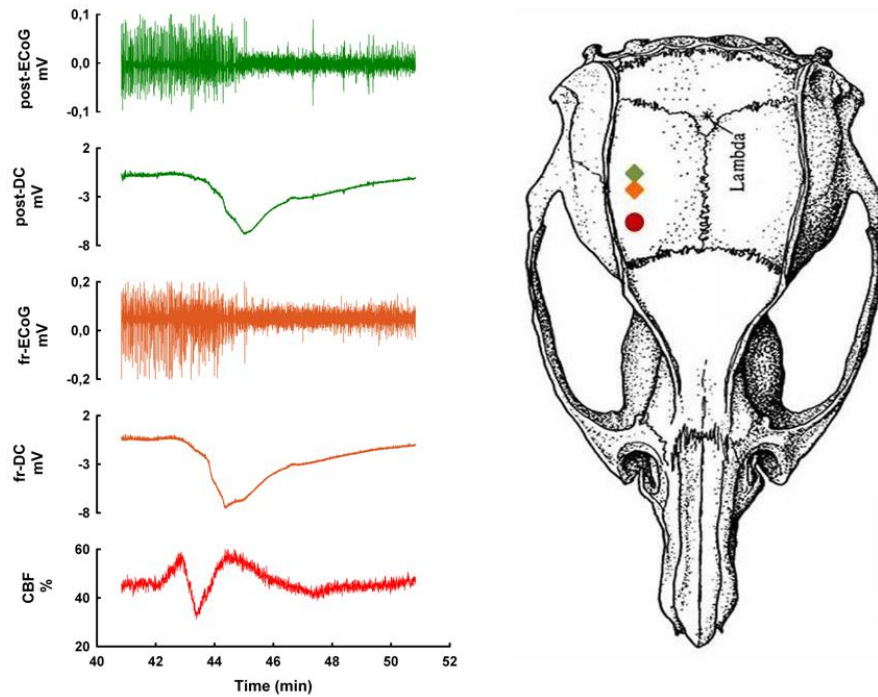 post-ECoG
mV
0,1
0,0
-0,1
post-DC
mV
2
-3
-8
fr-ECoG
mV
0,2
0,0
-0,2
fr-DC
mV
2
-3
-8
CBF
%
60
40
20
40 42 44 46 48 50 52
Time (min)
Lambda